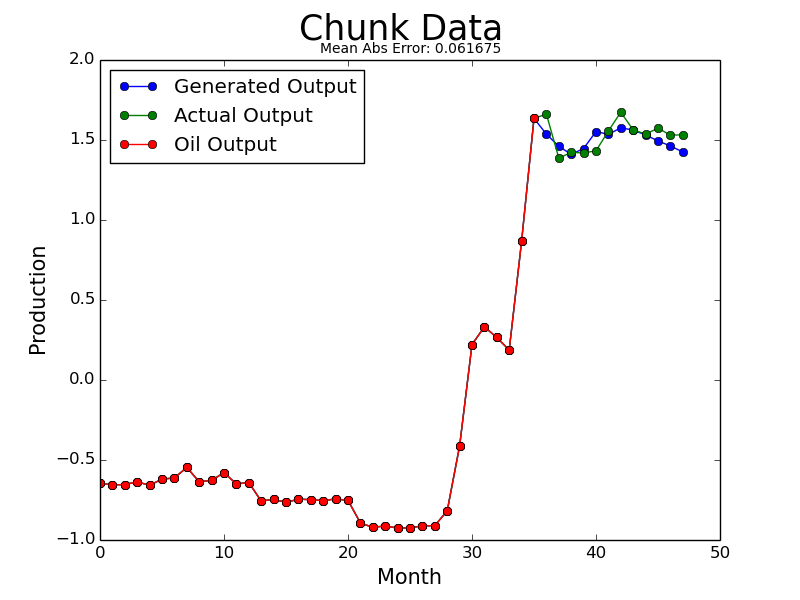 Chunk Data
Mean Abs Error: 0.061675
Generated Output
Actual Output
Oil Output
2.0
1.5
1.0
0.5
0.0
−0.5
−1.0
Production
0 10 20 30 40 50
Month